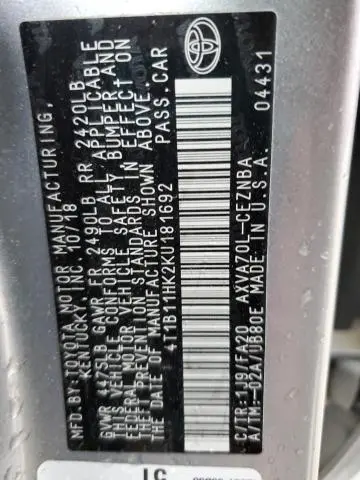 MFD. BY: TOYOTA MOTOR MANUFACTURING,
KENTUCKY, INC. 10/18
GVWR 4475LB GAWR FR 2490LB RR 2420LB
THIS VEHICLE CONFORMS TO ALL APPLICABLE
FEDERAL MOTOR VEHICLE SAFETY, BUMPER AND
THEFT PREVENTION STANDARDS IN EFFECT ON
THE DATE OF MANUFACTURE SHOWN ABOVE.
4T1B11HK2KU181692 PASS.CAR
C/TR: 1J9/FA20 AXVA70L-CEZNBA
A/TM: -02A/UB80E MADE IN U.S.A. 04431
TOYOTA
31